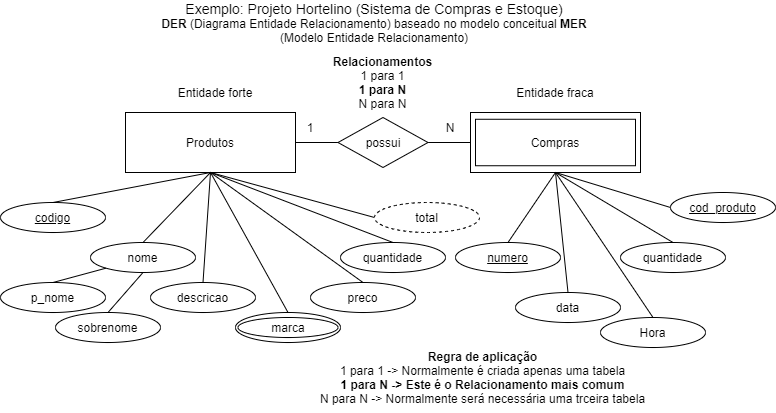 Exemplo: Projeto Hortelino (Sistema de Compras e Estoque)
DER (Diagrama Entidade Relacionamento) baseado no modelo conceitual MER
(Modelo Entidade Relacionamento)
Relacionamentos
1 para 1
1 para N
N para N
Entidade forte
Entidade fraca
Produtos
1
possui
N
Compras
codigo
total
cod_produto
nome
quantidade
numero
quantidade
p_nome
descricao
preco
data
sobrenome
marca
Hora
Regra de aplicação
1 para 1 -> Normalmente é criada apenas uma tabela
1 para N -> Este é o Relacionamento mais comum
N para N -> Normalmente será necessária uma trceira tabela